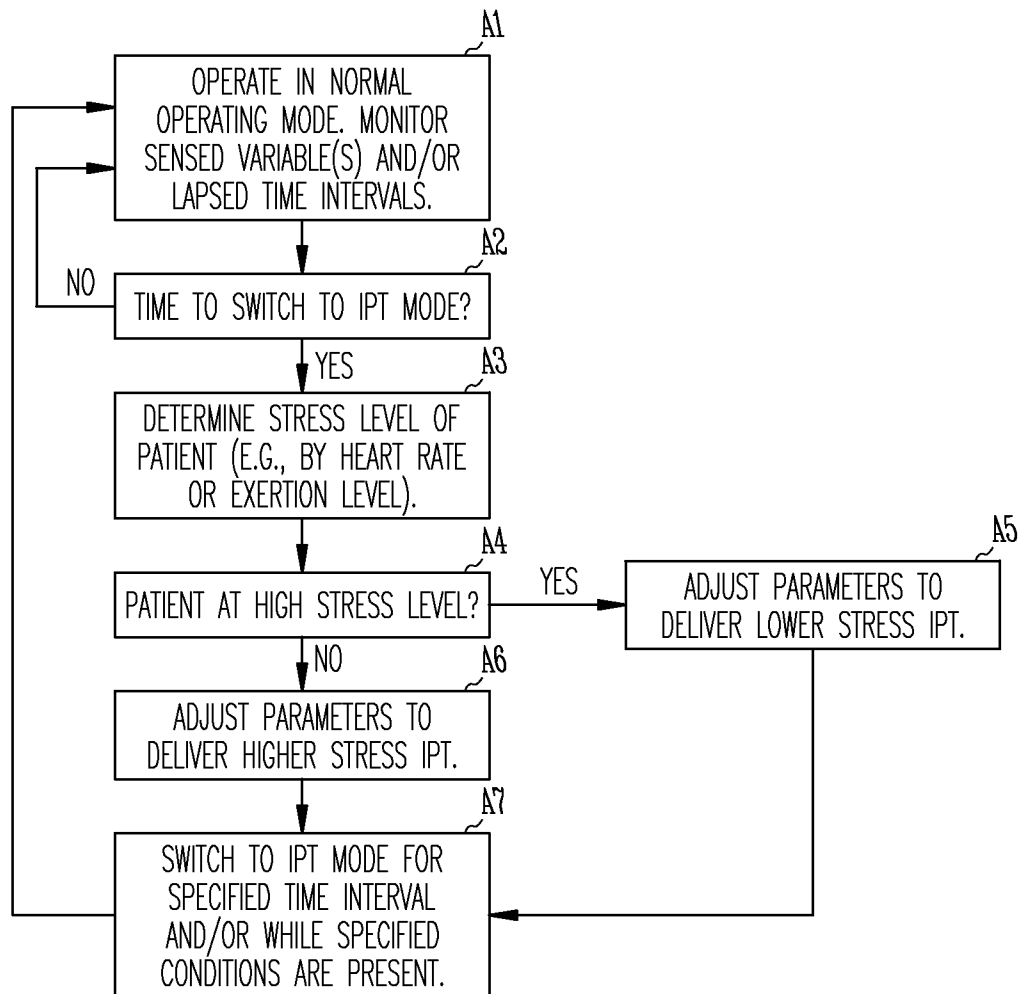 A1
OPERATE IN NORMAL
OPERATING MODE. MONITOR
SENSED VARIABLE(S) AND/OR
LAPSED TIME INTERVALS.
A2
NO
TIME TO SWITCH TO IPT MODE?
YES
A3
DETERMINE STRESS LEVEL OF
PATIENT (E.G., BY HEART RATE
OR EXERTION LEVEL).
A4
PATIENT AT HIGH STRESS LEVEL?
YES
A5
ADJUST PARAMETERS TO
DELIVER LOWER STRESS IPT.
NO
A6
ADJUST PARAMETERS TO
DELIVER HIGHER STRESS IPT.
A7
SWITCH TO IPT MODE FOR
SPECIFIED TIME INTERVAL
AND/OR WHILE SPECIFIED
CONDITIONS ARE PRESENT.